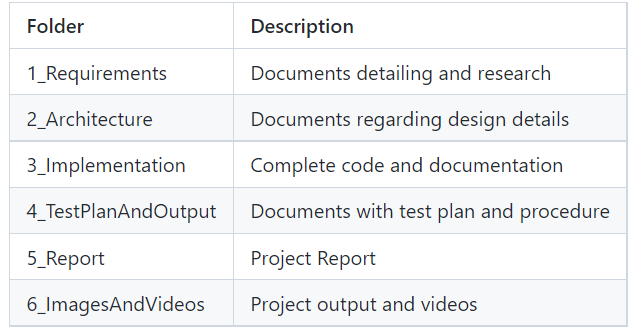 Folder Description
1_Requirements Documents detailing and research
2_Architecture Documents regarding design details
3_Implementation Complete code and documentation
4_TestPlanAndOutput Documents with test plan and procedure
5_Report Project Report
6_ImagesAndVideos Project output and videos